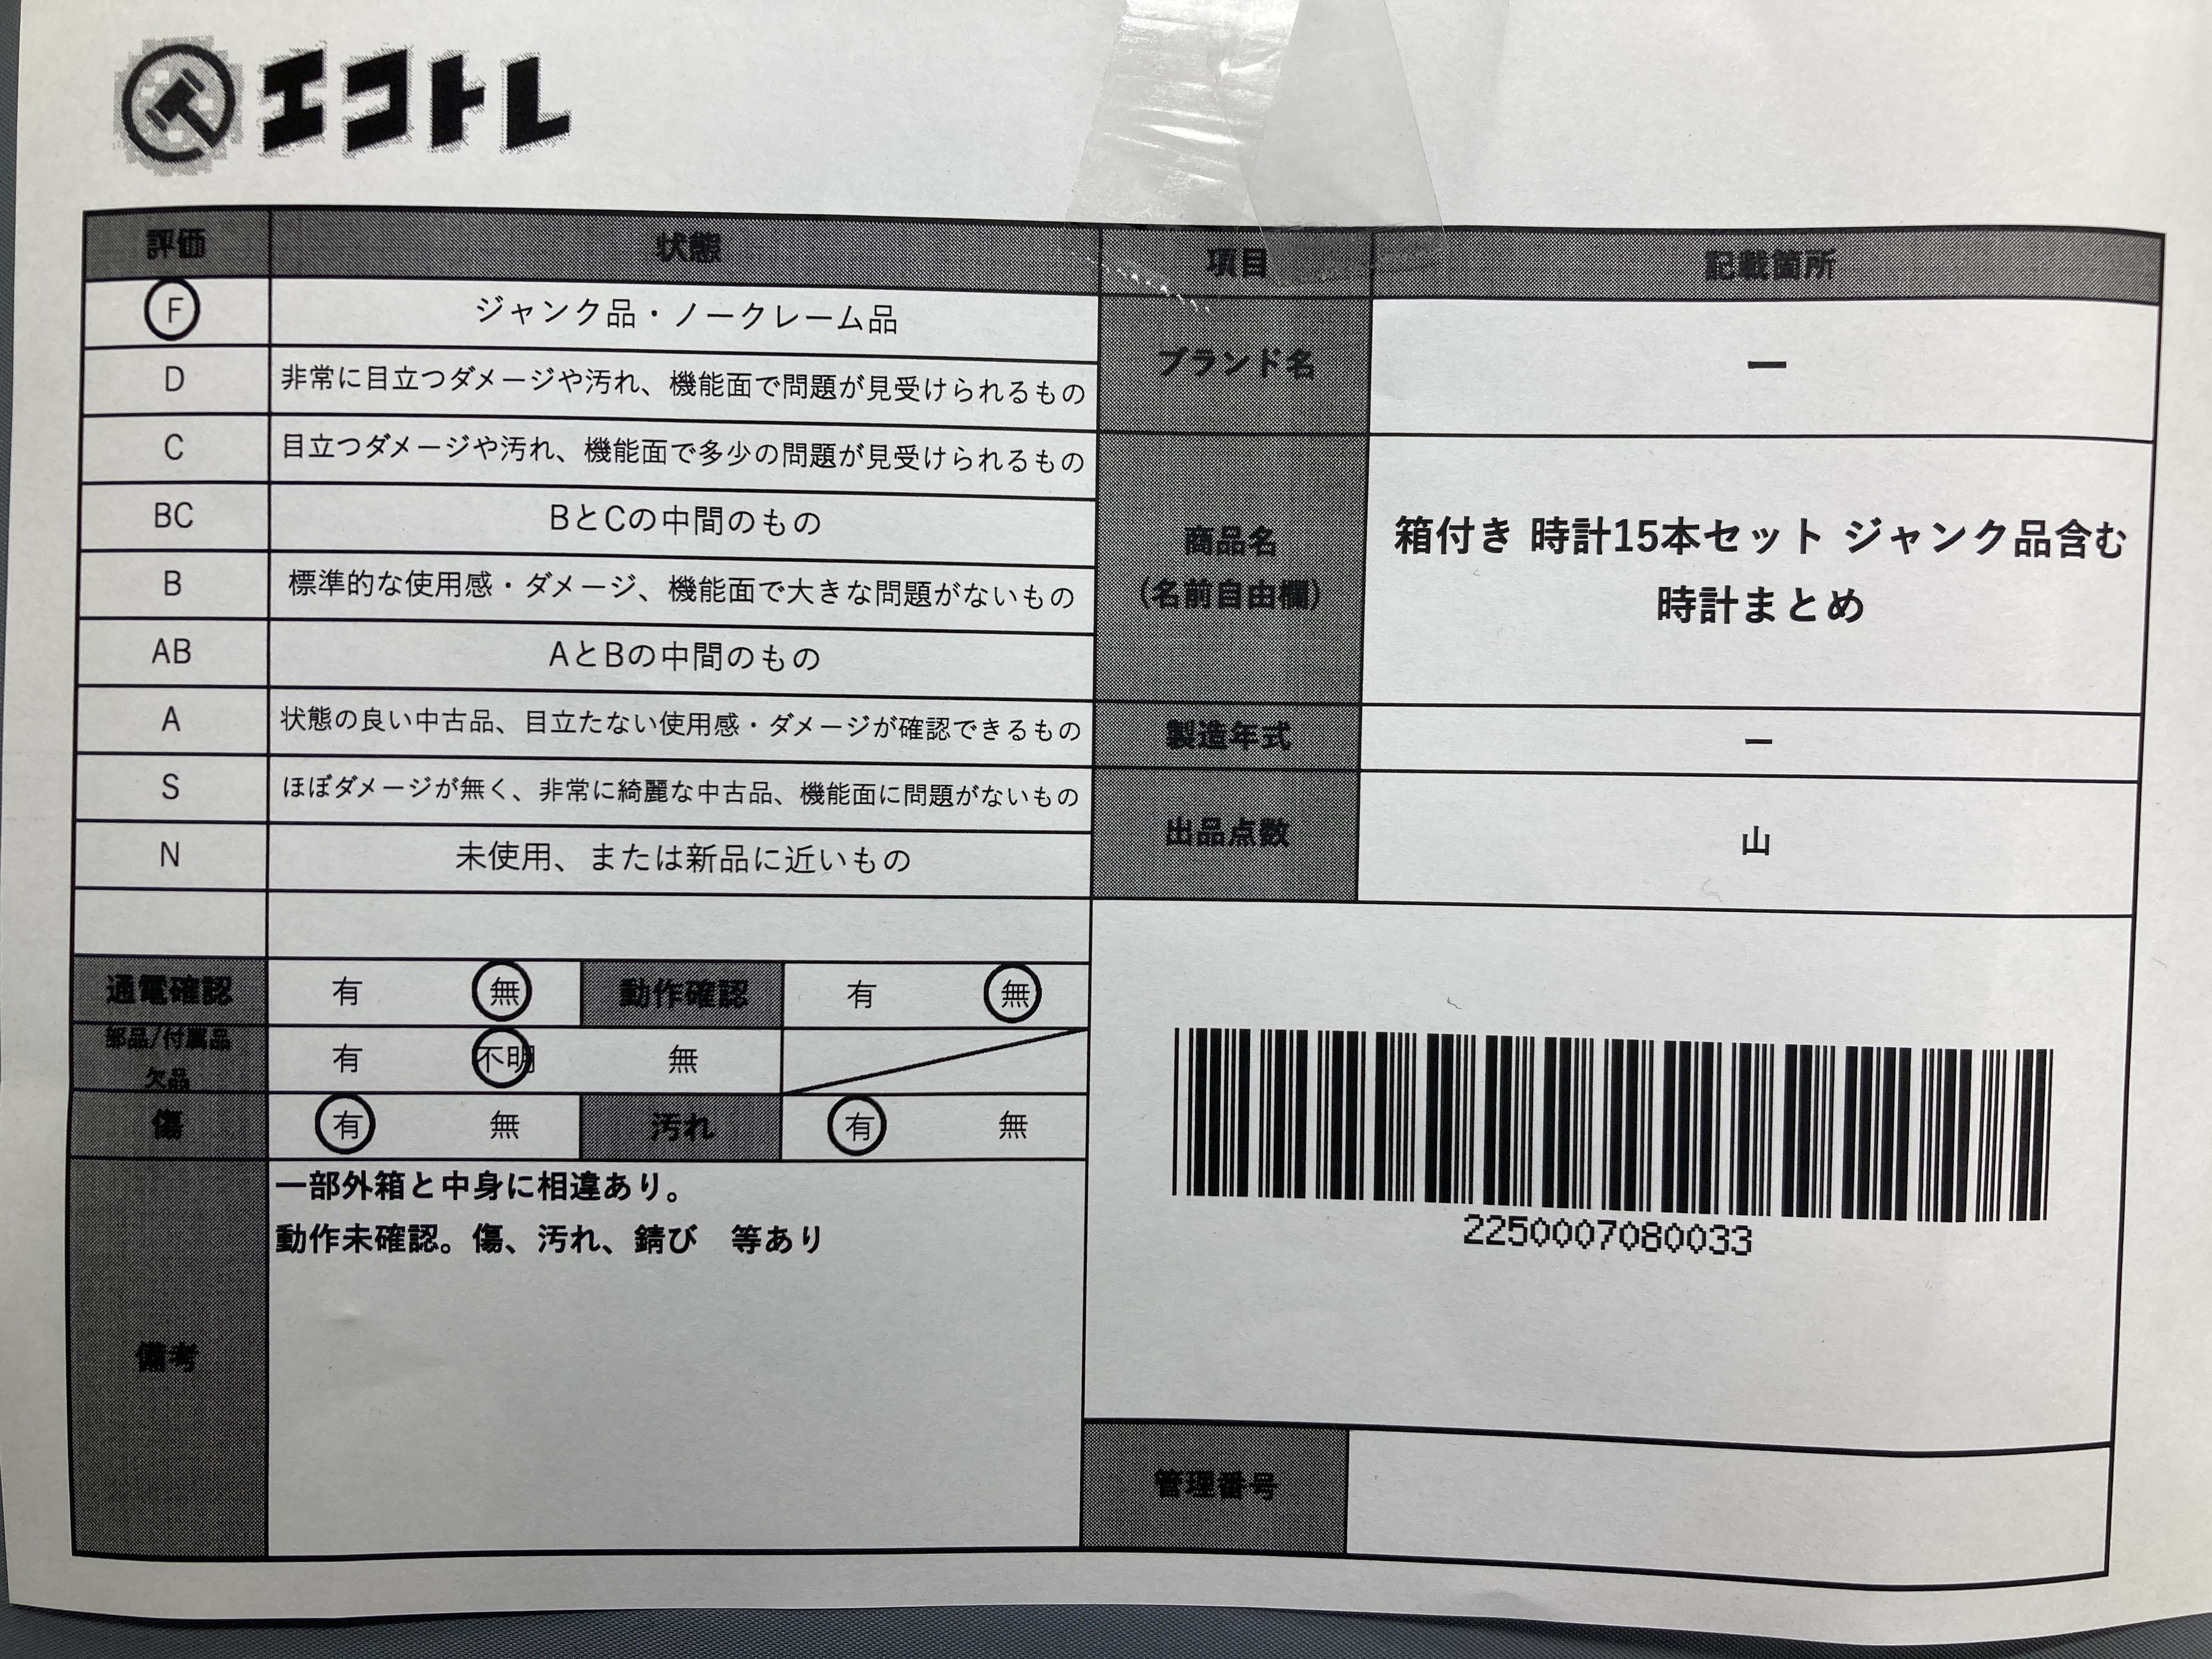 エコトレ
評価 状態 項目 記載箇所
F ジャンク品・ノークレーム品
D 非常に目立つダメージや汚れ、機能面で問題が見受けられるもの
C 目立つダメージや汚れ、機能面で多少の問題が見受けられるもの
BC BとCの中間のもの
B 標準的な使用感・ダメージ、機能面で大きな問題がないもの
AB AとBの中間のもの
A 状態の良い中古品、目立たない使用感・ダメージが確認できるもの
S ほぼダメージが無く、非常に綺麗な中古品、機能面に問題がないもの
N 未使用、または新品に近いもの
ブランド名 ー
商品名
(名前自由欄)
箱付き 時計15本セット ジャンク品含む
時計まとめ
製造年式 ー
出品点数 山
通電確認 有 無 動作確認 有 無
部品/付属品
欠品
有 不明 無
傷 有 無 汚れ 有 無
備考
一部外箱と中身に相違あり。
動作未確認。傷、汚れ、錆び　等あり
2250007080033
管理番号